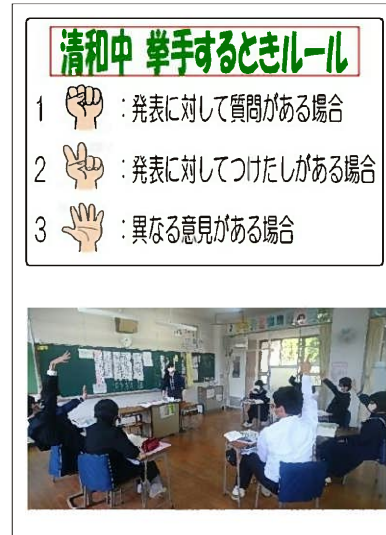 清和中 挙手するときルール
1 :発表に対して質問がある場合
2 :発表に対してつけたしがある場合
3 :異なる意見がある場合